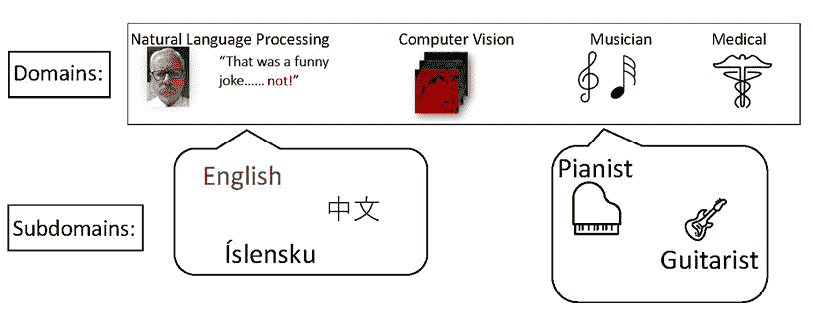 Natural Language Processing
Computer Vision
Musician
Medical
Domains:
“That was a funny
joke...... not!”
Pianist
English
中文
Subdomains:
Íslensku
Guitarist